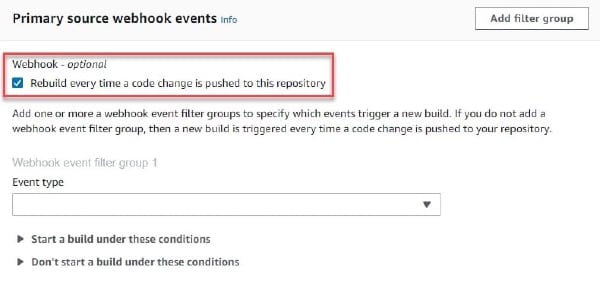 Primary source webhook events Info
Add filter group
Webhook - optional
Rebuild every time a code change is pushed to this repository
Add one or more a webhook event filter groups to specify which events trigger a new build. If you do not add a
webhook event filter group, then a new build is triggered every time a code change is pushed to your repository.
Webhook event filter group 1
Event type
Start a build under these conditions
Don't start a build under these conditions